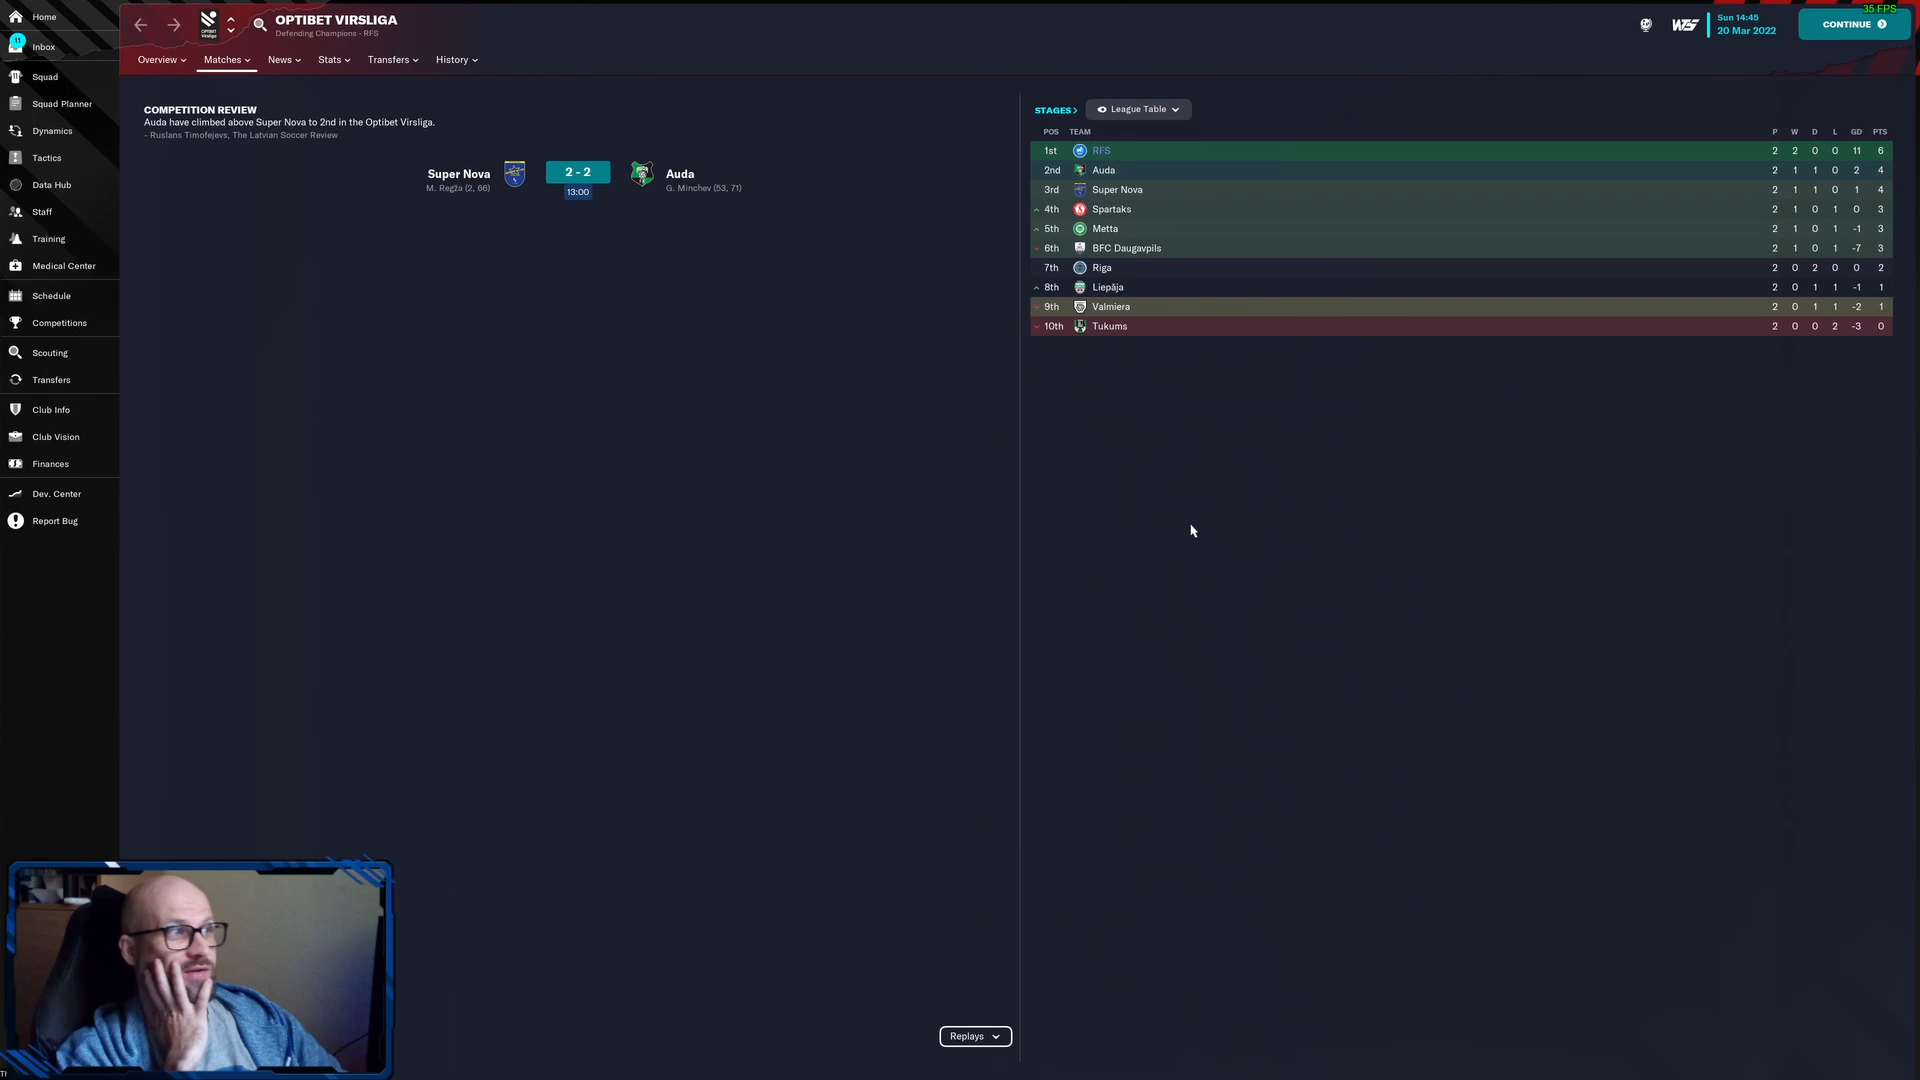 35 FPS
Home
11
Inbox
Squad
Squad Planner
Dynamics
Tactics
Data Hub
Staff
Training
Medical Center
Schedule
Competitions
Scouting
Transfers
Club Info
Club Vision
Finances
Dev. Center
Report Bug
OPTIBET VIRSLIGA
Defending Champions - RFS
Sun 14:45
20 Mar 2022
CONTINUE
Overview
Matches
News
Stats
Transfers
History
COMPETITION REVIEW
Auda have climbed above Super Nova to 2nd in the Optibet Virsliga.
- Ruslans Timofejevs, The Latvian Soccer Review
Super Nova 2 - 2 Auda
M. Regža (2, 66) 13:00 G. Minchev (53, 71)
Replays
STAGES> League Table
POS TEAM P W D L GD PTS
1st RFS 2 2 0 0 11 6
2nd Auda 2 1 1 0 2 4
3rd Super Nova 2 1 1 0 1 4
4th Spartaks 2 1 0 1 0 3
5th Metta 2 1 0 1 -1 3
6th BFC Daugavpils 2 1 0 1 -7 3
7th Riga 2 0 2 0 0 2
8th Liepāja 2 0 1 1 -1 1
9th Valmiera 2 0 1 1 -2 1
10th Tukums 2 0 0 2 -3 0